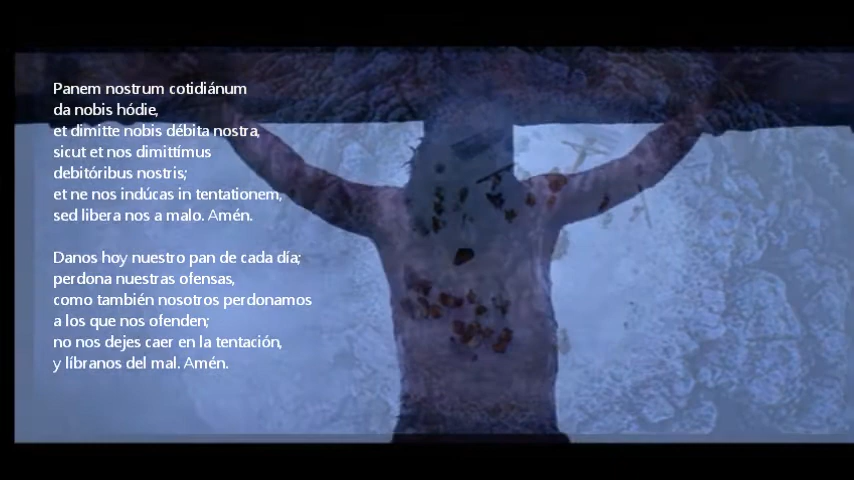 Panem nostrum cotidiánum
da nobis hódie,
et dimitte nobis débita nostra,
sicut et nos dimittímus
debitóribus nostris;
et ne nos indúcas in tentationem,
sed libera nos a malo. Amén.
Danos hoy nuestro pan de cada día;
perdona nuestras ofensas,
como también nosotros perdonamos
a los que nos ofenden;
no nos dejes caer en la tentación,
y líbranos del mal. Amén.